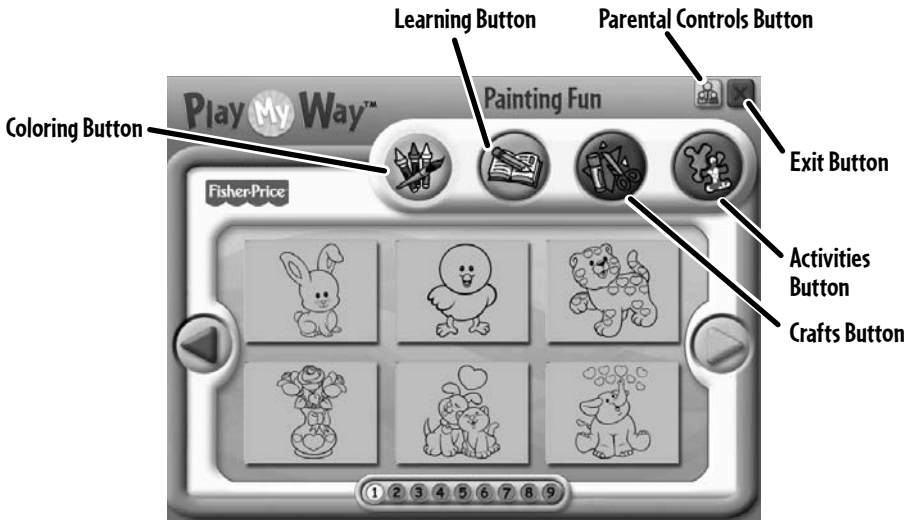 Learning Button
Parental Controls Button
Play My Way™
Painting Fun
Coloring Button
Exit Button
Fisher-Price
Activities
Button
Crafts Button
1 2 3 4 5 6 7 8 9